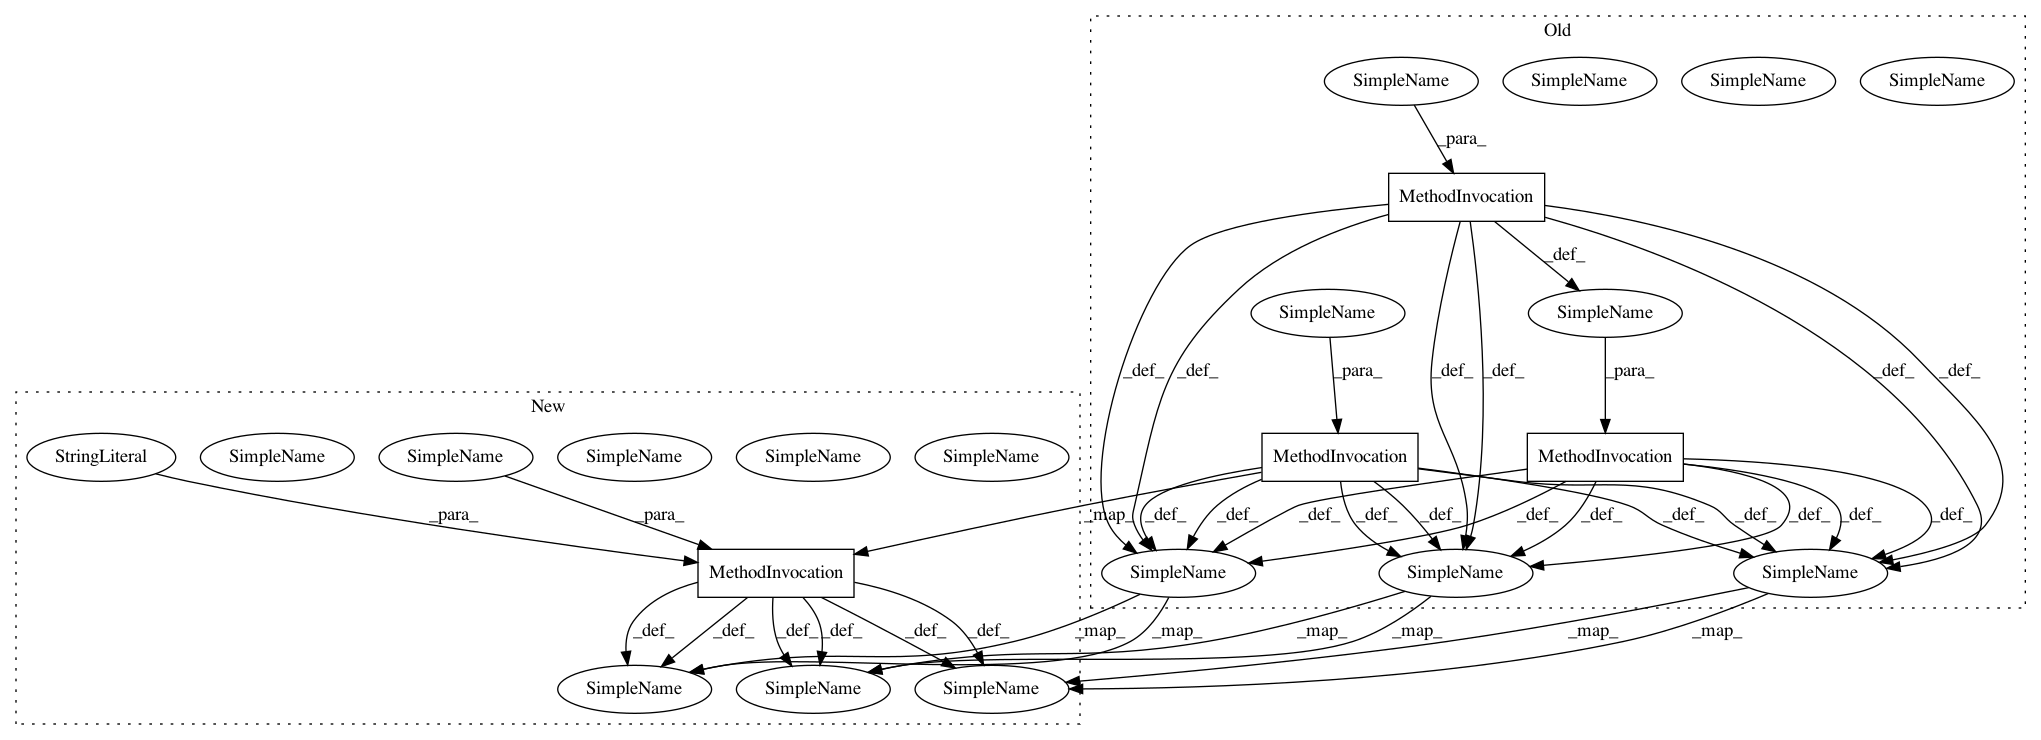 Old
SimpleName SimpleName SimpleName SimpleName
_para_
MethodInvocation
_def_
SimpleName SimpleName
_def_ _def_ _para_ _def_ _def_ _para_ _def_ _def_
New
StringLiteral SimpleName SimpleName SimpleName SimpleName SimpleName MethodInvocation MethodInvocation
_para_ _para_ _map_ _def_ _def_ _def_ _def_ _def_ _def_ _def_ _def_ _def_ _def_ _def_ _def_
MethodInvocation SimpleName SimpleName SimpleName
_def_ _def_ _def_ _def_ _def_ _def_ _map_ _map_ _map_ _map_ _map_ _map_
SimpleName SimpleName SimpleName